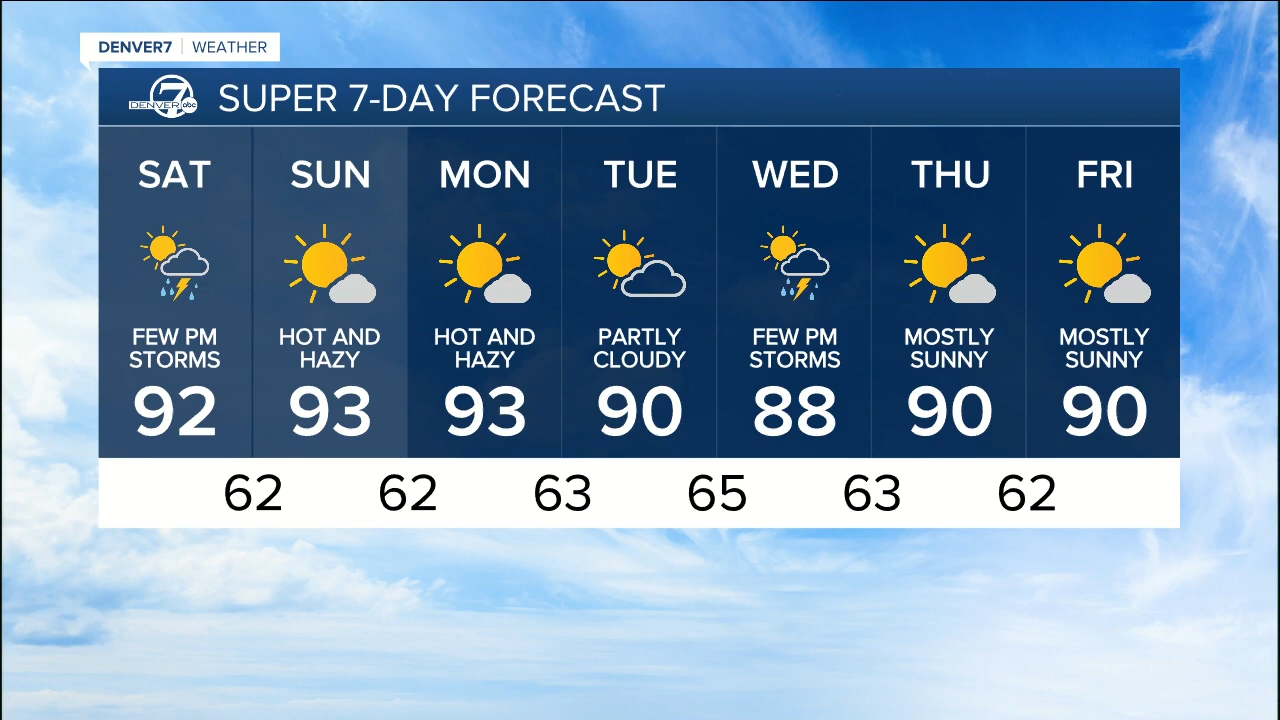 DENVER7 | WEATHER
DENVER 7 abc
SUPER 7-DAY FORECAST
SAT SUN MON TUE WED THU FRI
FEW PM HOT AND HOT AND PARTLY FEW PM MOSTLY MOSTLY
STORMS HAZY HAZY CLOUDY STORMS SUNNY SUNNY
92 93 93 90 88 90 90
62 62 63 65 63 62